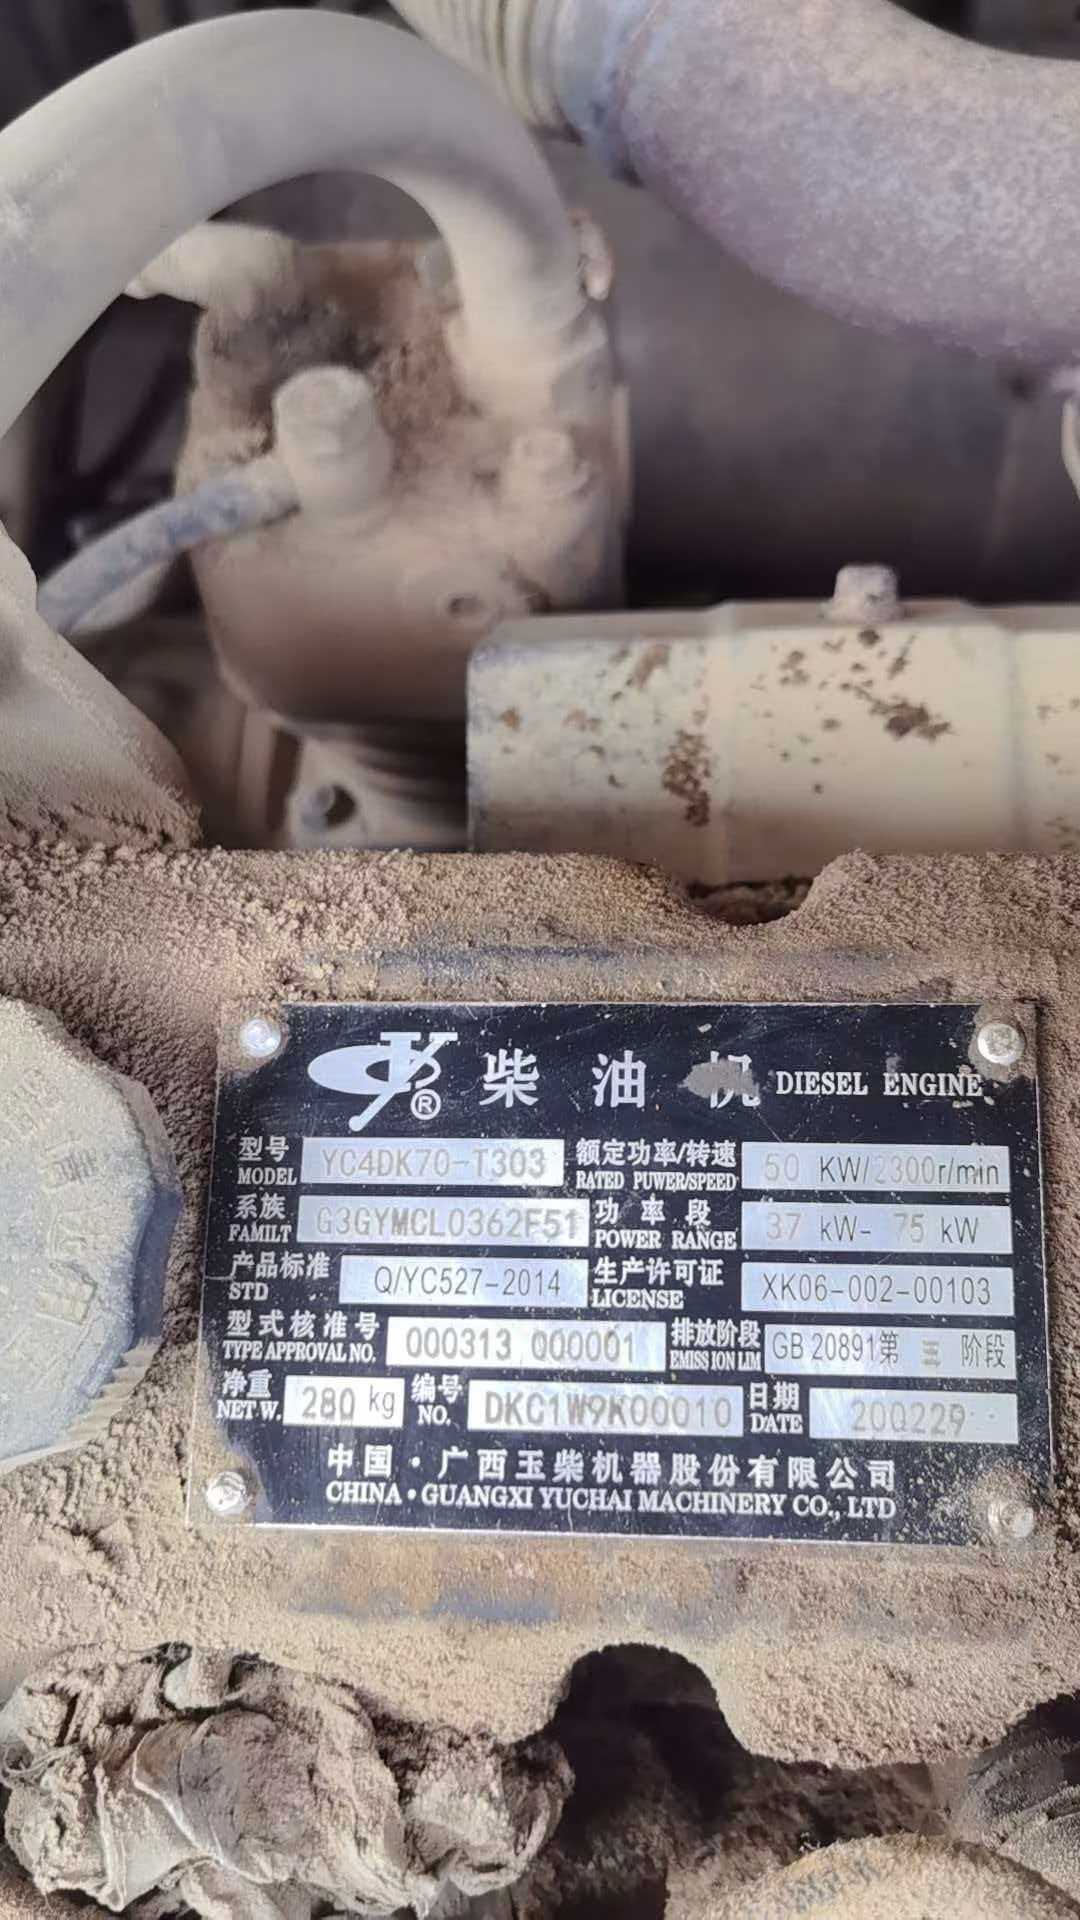 ® 柴油机 DIESEL ENGINE
型号 MODEL YC4DK70-T303 额定功率/转速 RATED POWER/SPEED 50 KW/2300r/min
系族 FAMILT G3GYMCL0362F51 功率段 POWER RANGE 37 kW- 75 kW
产品标准 STD Q/YC527-2014 生产许可证 LICENSE XK06-002-00103
型式核准号 TYPE APPROVAL NO. 000313 Q00001 排放阶段 EMISSION LIM GB 20891第 三 阶段
净重 NET W. 280 kg 编号 NO. DKC1W9K00010 日期 DATE 20Q229
中国·广西玉柴机器股份有限公司
CHINA·GUANGXI YUCHAI MACHINERY CO., LTD